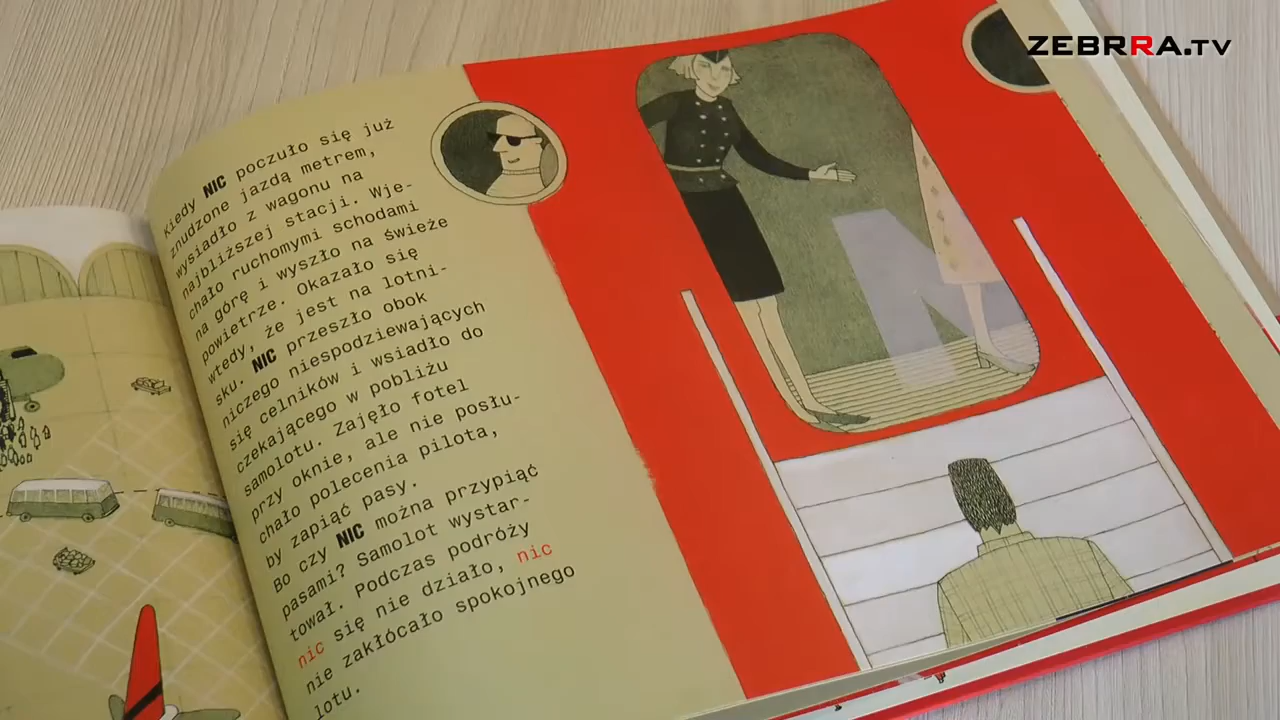 ZEBRRA.TV
Kiedy NIC poczuło się już
znudzone jazdą metrem,
wysiadło z wagonu na
najbliższej stacji. Wje-
chało ruchomymi schodami
na górę i wyszło na świeże
powietrze. Okazało się
wtedy, że jest na lotni-
sku. NIC przeszło obok
niczego niespodziewających
się celników i wsiadło do
czekającego w pobliżu
samolotu. Zajęło fotel
przy oknie, ale nie posłu-
chało polecenia pilota,
by zapiąć pasy.
Bo czy NIC można przypiąć
pasami? Samolot wystar-
tował. Podczas podróży
nic się nie działo, nic
nie zakłócało spokojnego
lotu.
N